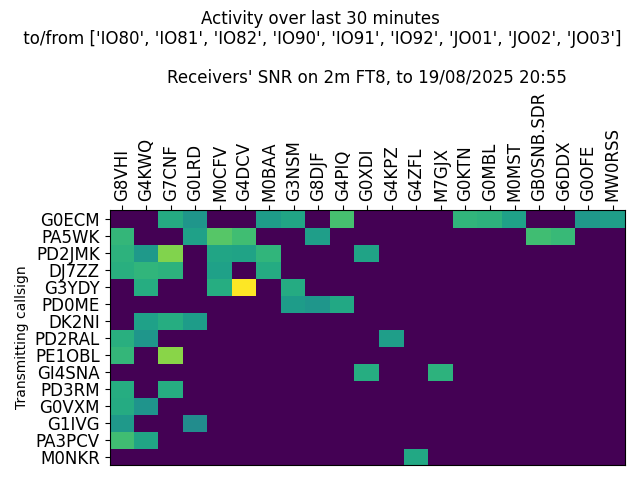 Activity over last 30 minutes
to/from ['IO80', 'IO81', 'IO82', 'IO90', 'IO91', 'IO92', 'JO01', 'JO02', 'JO03']
Receivers' SNR on 2m FT8, to 19/08/2025 20:55
G8VHI
G4KWQ
G7CNF
G0LRD
M0CFV
G4DCV
M0BAA
G3NSM
G8DJF
G4PIQ
G0XDI
G4KPZ
G4ZFL
M7GJX
G0KTN
G0MBL
M0MST
GB0SNB.SDR
G6DDX
G0OFE
MW0RSS
Transmitting callsign
G0ECM
PA5WK
PD2JMK
DJ7ZZ
G3YDY
PD0ME
DK2NI
PD2RAL
PE1OBL
GI4SNA
PD3RM
G0VXM
G1IVG
PA3PCV
M0NKR